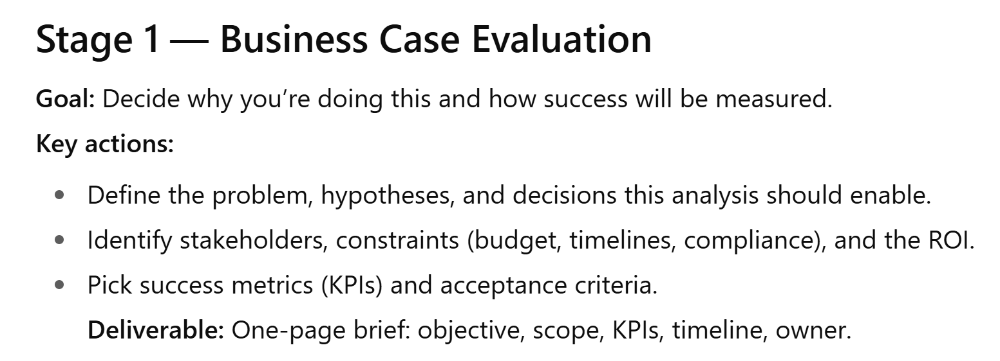 Stage 1 — Business Case Evaluation
Goal: Decide why you’re doing this and how success will be measured.
Key actions:
• Define the problem, hypotheses, and decisions this analysis should enable.
• Identify stakeholders, constraints (budget, timelines, compliance), and the ROI.
• Pick success metrics (KPIs) and acceptance criteria.
Deliverable: One-page brief: objective, scope, KPIs, timeline, owner.